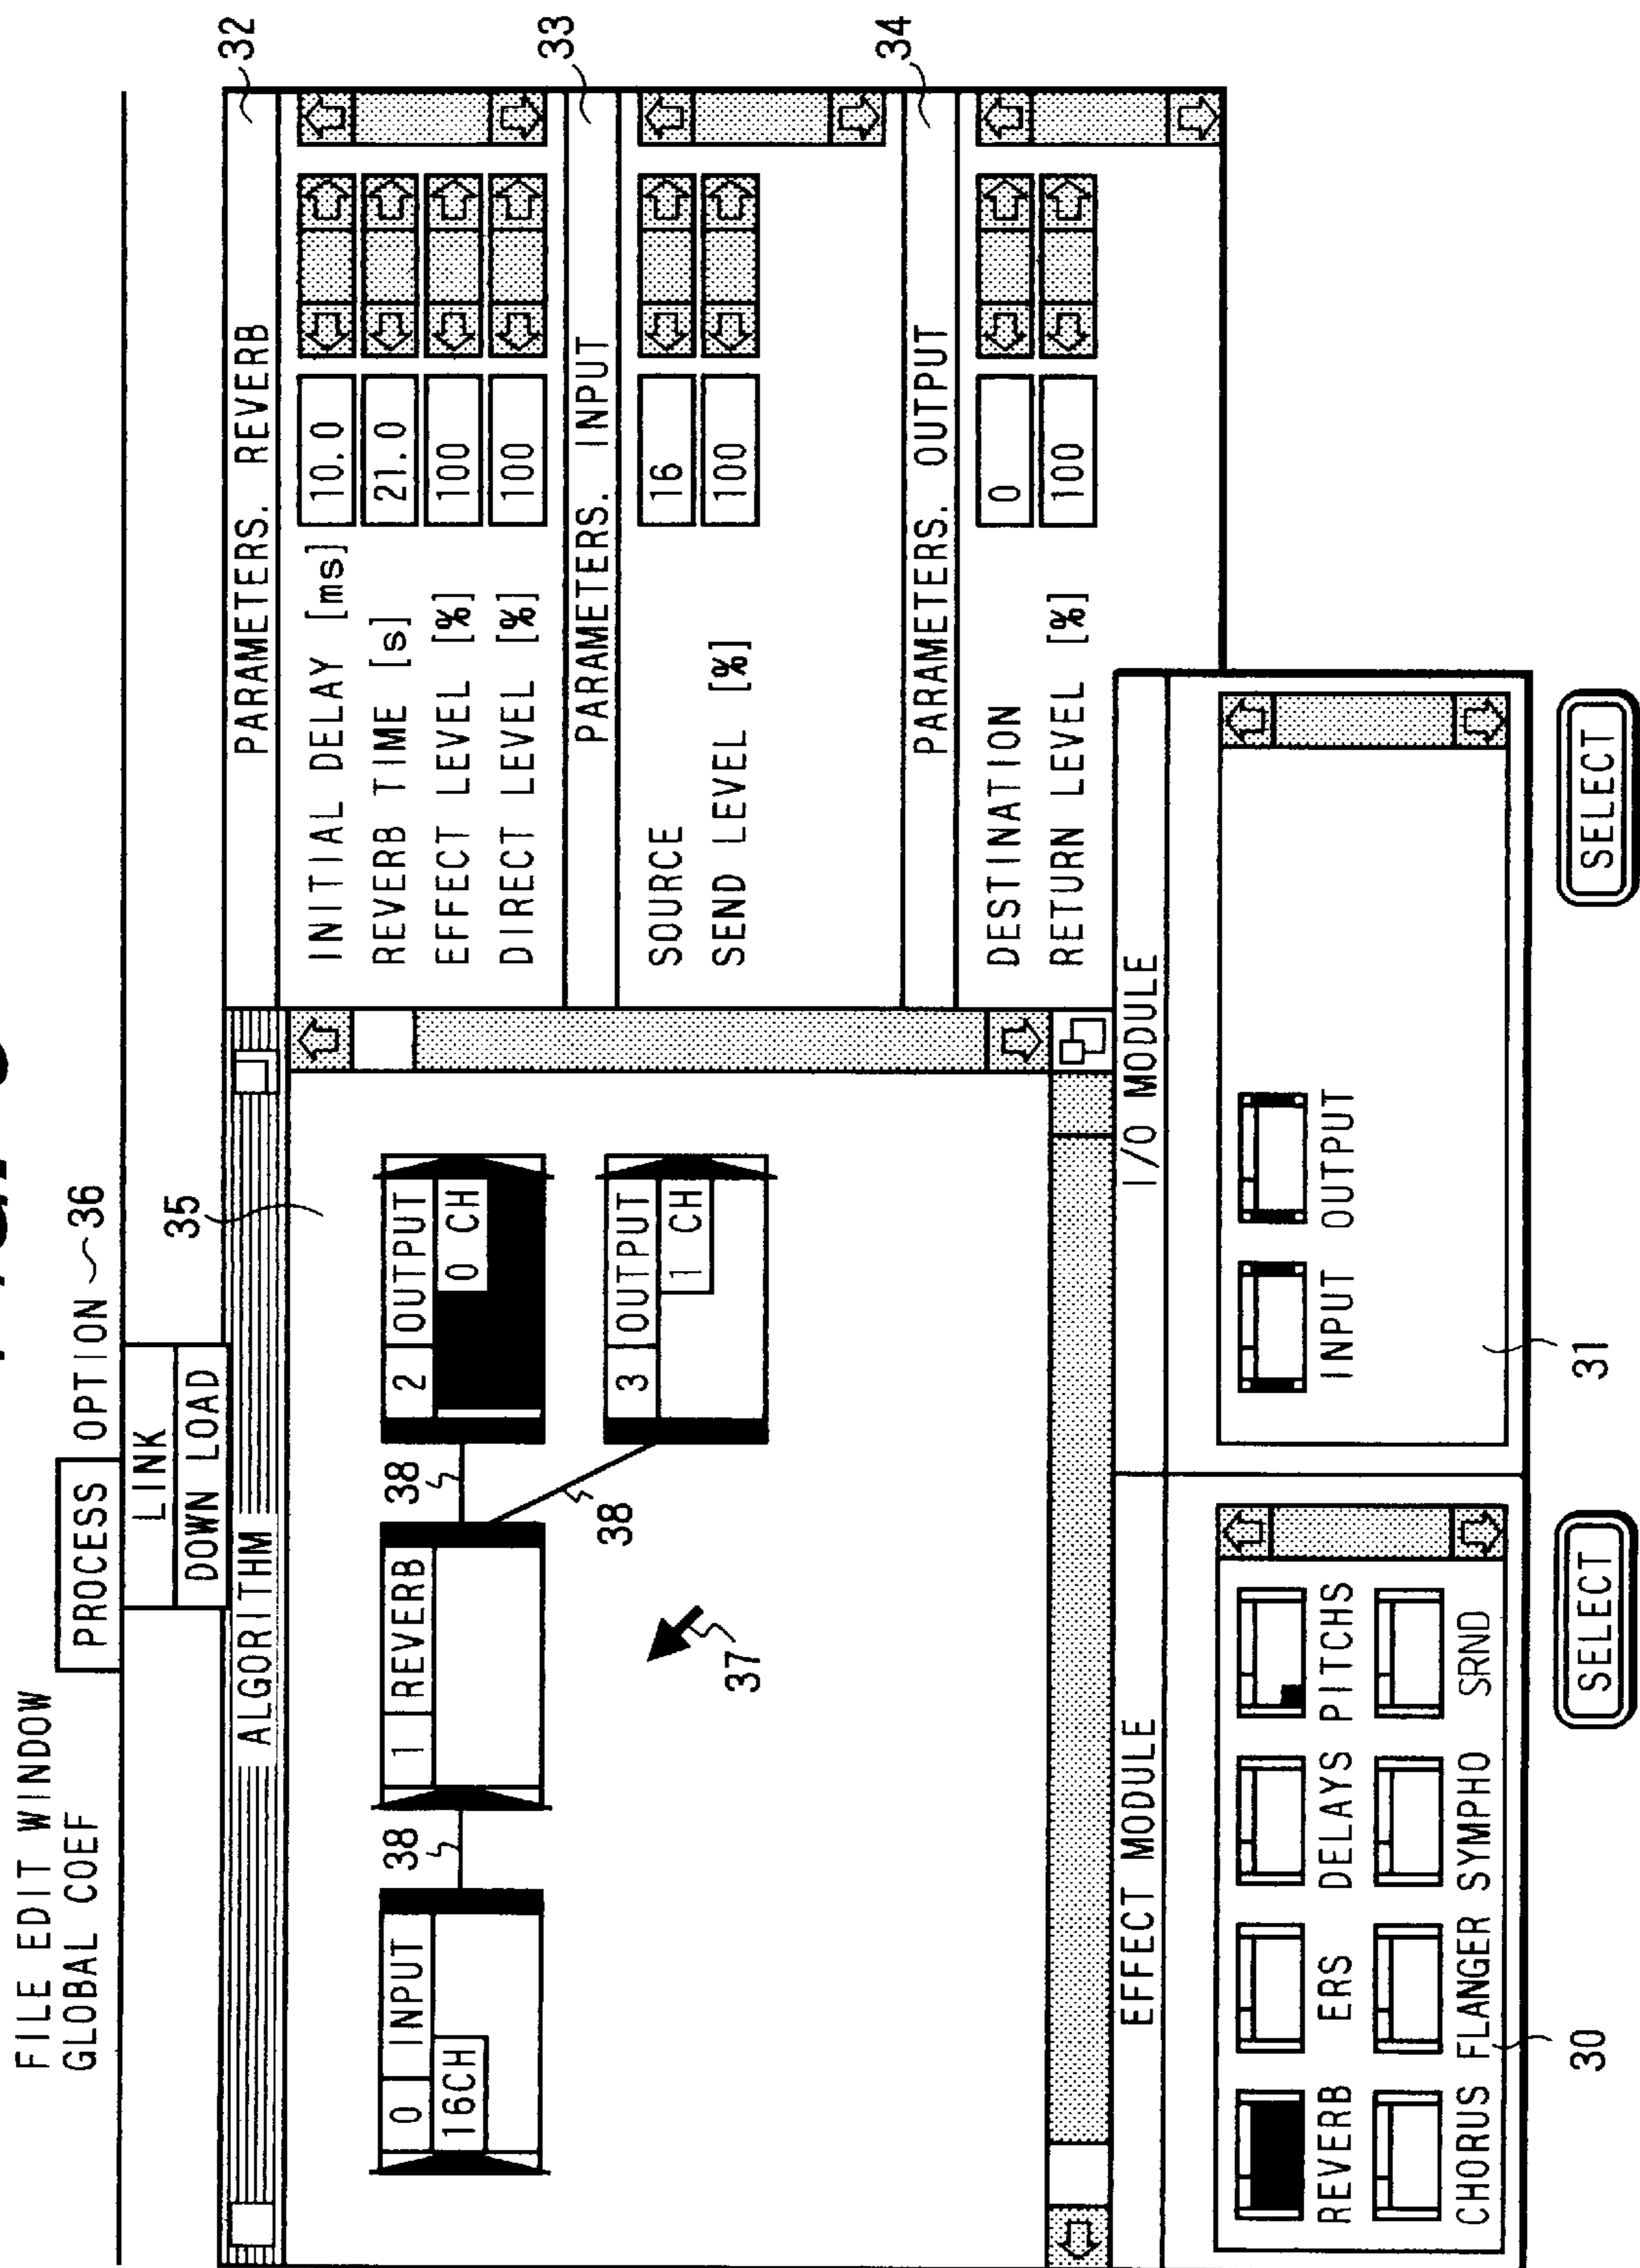 FILE EDIT WINDOW
PROCESS
OPTION
36
GLOBAL COEF
LINK
DOWN LOAD
ALGORITHM
35
0 INPUT
16CH
38
1 REVERB
38
2 OUTPUT
0 CH
38
3 OUTPUT
1 CH
37
PARAMETERS. REVERB
32
INITIAL DELAY [ms] 10.0
REVERB TIME [s] 21.0
EFFECT LEVEL [%] 100
DIRECT LEVEL [%] 100
PARAMETERS. INPUT
33
SOURCE 16
SEND LEVEL [%] 100
PARAMETERS. OUTPUT
34
DESTINATION 0
RETURN LEVEL [%] 100
EFFECT MODULE
REVERB ERS DELAYS PITCHS
CHORUS FLANGER SYMPHO SRND
30
SELECT
I/O MODULE
INPUT OUTPUT
31
SELECT